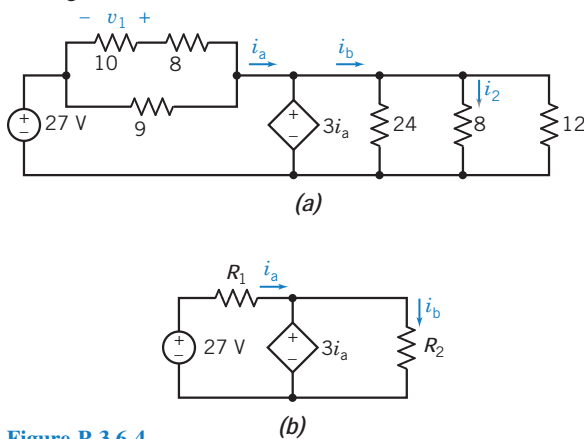 − v1 +
10 8
ia ib
9
+ − 27 V
+ − 3ia
24
i2
8
12
(a)
R1 ia
+ − 27 V
+ − 3ia
ib
R2
(b)
Figure P 3.6-4